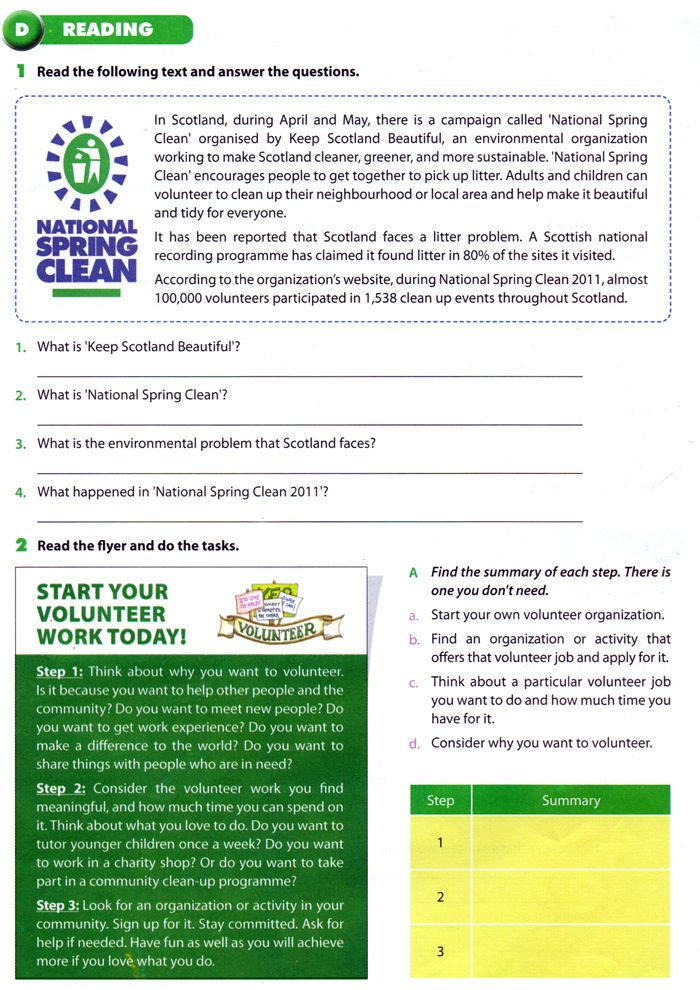 D READING
1 Read the following text and answer the questions.
NATIONAL
SPRING
CLEAN
In Scotland, during April and May, there is a campaign called 'National Spring
Clean' organised by Keep Scotland Beautiful, an environmental organization
working to make Scotland cleaner, greener, and more sustainable. 'National Spring
Clean' encourages people to get together to pick up litter. Adults and children can
volunteer to clean up their neighbourhood or local area and help make it beautiful
and tidy for everyone.
It has been reported that Scotland faces a litter problem. A Scottish national
recording programme has claimed it found litter in 80% of the sites it visited.
According to the organization's website, during National Spring Clean 2011, almost
100,000 volunteers participated in 1,538 clean up events throughout Scotland.
1. What is 'Keep Scotland Beautiful'?
2. What is 'National Spring Clean'?
3. What is the environmental problem that Scotland faces?
4. What happened in 'National Spring Clean 2011'?
2 Read the flyer and do the tasks.
START YOUR
VOLUNTEER
WORK TODAY!
VOLUNTEER
Step 1: Think about why you want to volunteer.
Is it because you want to help other people and the
community? Do you want to meet new people? Do
you want to get work experience? Do you want to
make a difference to the world? Do you want to
share things with people who are in need?
Step 2: Consider the volunteer work you find
meaningful, and how much time you can spend on
it. Think about what you love to do. Do you want to
tutor younger children once a week? Do you want
to work in a charity shop? Or do you want to take
part in a community clean-up programme?
Step 3: Look for an organization or activity in your
community. Sign up for it. Stay committed. Ask for
help if needed. Have fun as well as you will achieve
more if you love what you do.
A Find the summary of each step. There is
one you don't need.
a. Start your own volunteer organization.
b. Find an organization or activity that
offers that volunteer job and apply for it.
c. Think about a particular volunteer job
you want to do and how much time you
have for it.
d. Consider why you want to volunteer.
Step Summary
1
2
3